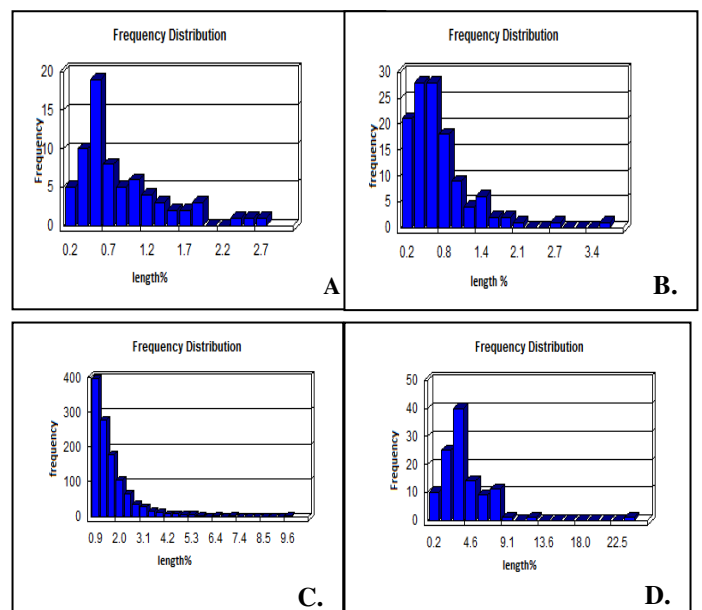 Frequency Distribution
20
15
10
5
0
Frequency
0.2 0.7 1.2 1.7 2.2 2.7
length%
A
Frequency Distribution
30
25
20
15
10
5
0
frequency
0.2 0.8 1.4 2.1 2.7 3.4
length %
B.
Frequency Distribution
400
300
200
100
0
frequency
0.9 2.0 3.1 4.2 5.3 6.4 7.4 8.5 9.6
length%
C.
Frequency Distribution
50
40
30
20
10
0
Frequency
0.2 4.6 9.1 13.6 18.0 22.5
length%
D.